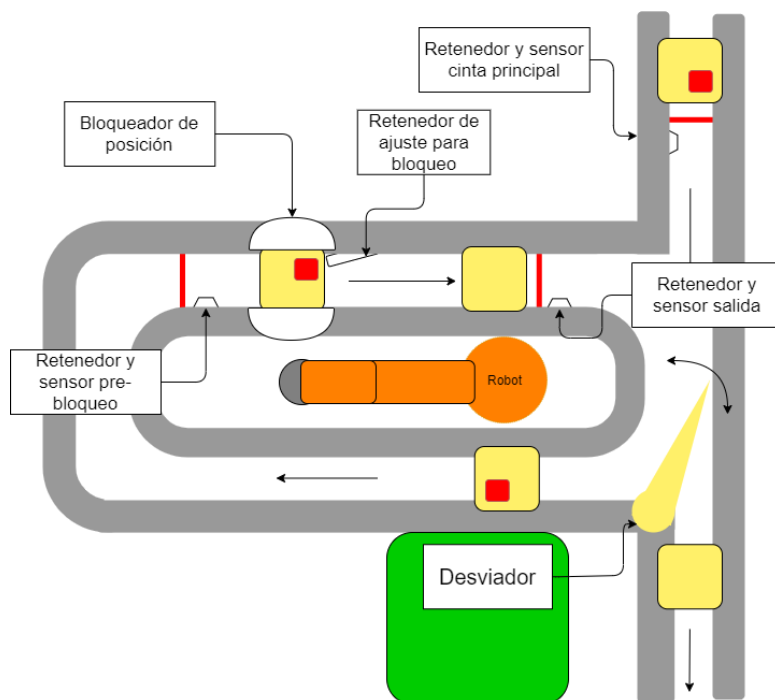 Retenedor y sensor
cinta principal
Bloqueador de
posición
Retenedor de
ajuste para
bloqueo
Retenedor y
sensor salida
Retenedor y
sensor pre-
bloqueo
Robot
Desviador